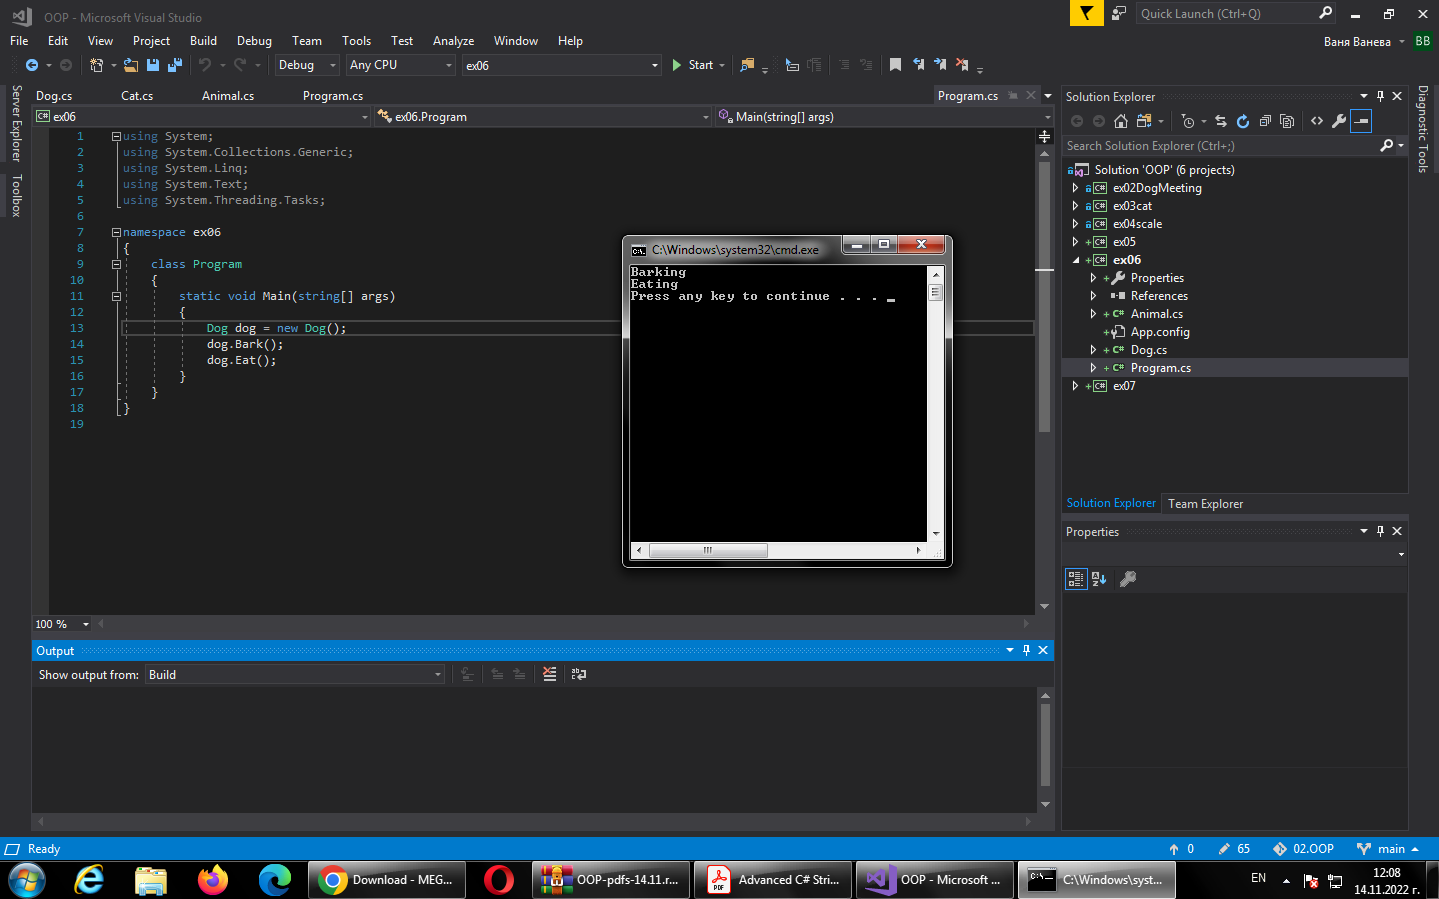 OOP - Microsoft Visual Studio
Quick Launch (Ctrl+Q)
File Edit View Project Build Debug Team Tools Test Analyze Window Help
Ваня Ванева BB
Debug Any CPU ex06 Start
Server Explorer
Toolbox
Dog.cs Cat.cs Animal.cs Program.cs Program.cs
ex06 ex06.Program Main(string[] args)
1 using System;
2 using System.Collections.Generic;
3 using System.Linq;
4 using System.Text;
5 using System.Threading.Tasks;
6
7 namespace ex06
8 {
9 class Program
10 {
11 static void Main(string[] args)
12 {
13 Dog dog = new Dog();
14 dog.Bark();
15 dog.Eat();
16 }
17 }
18 }
19
100 %
C:\Windows\system32\cmd.exe
Barking
Eating
Press any key to continue . . . _
Output
Show output from: Build
Solution Explorer
Search Solution Explorer (Ctrl+;)
Solution 'OOP' (6 projects)
ex02DogMeeting
ex03cat
ex04scale
ex05
ex06
Properties
References
Animal.cs
App.config
Dog.cs
Program.cs
ex07
Solution Explorer Team Explorer
Properties
Diagnostic Tools
Ready 0 65 02.OOP main
Download - MEG... OOP-pdfs-14.11.r... Advanced C# Stri... OOP - Microsoft ... C:\Windows\syst...
EN 12:08
14.11.2022 г.